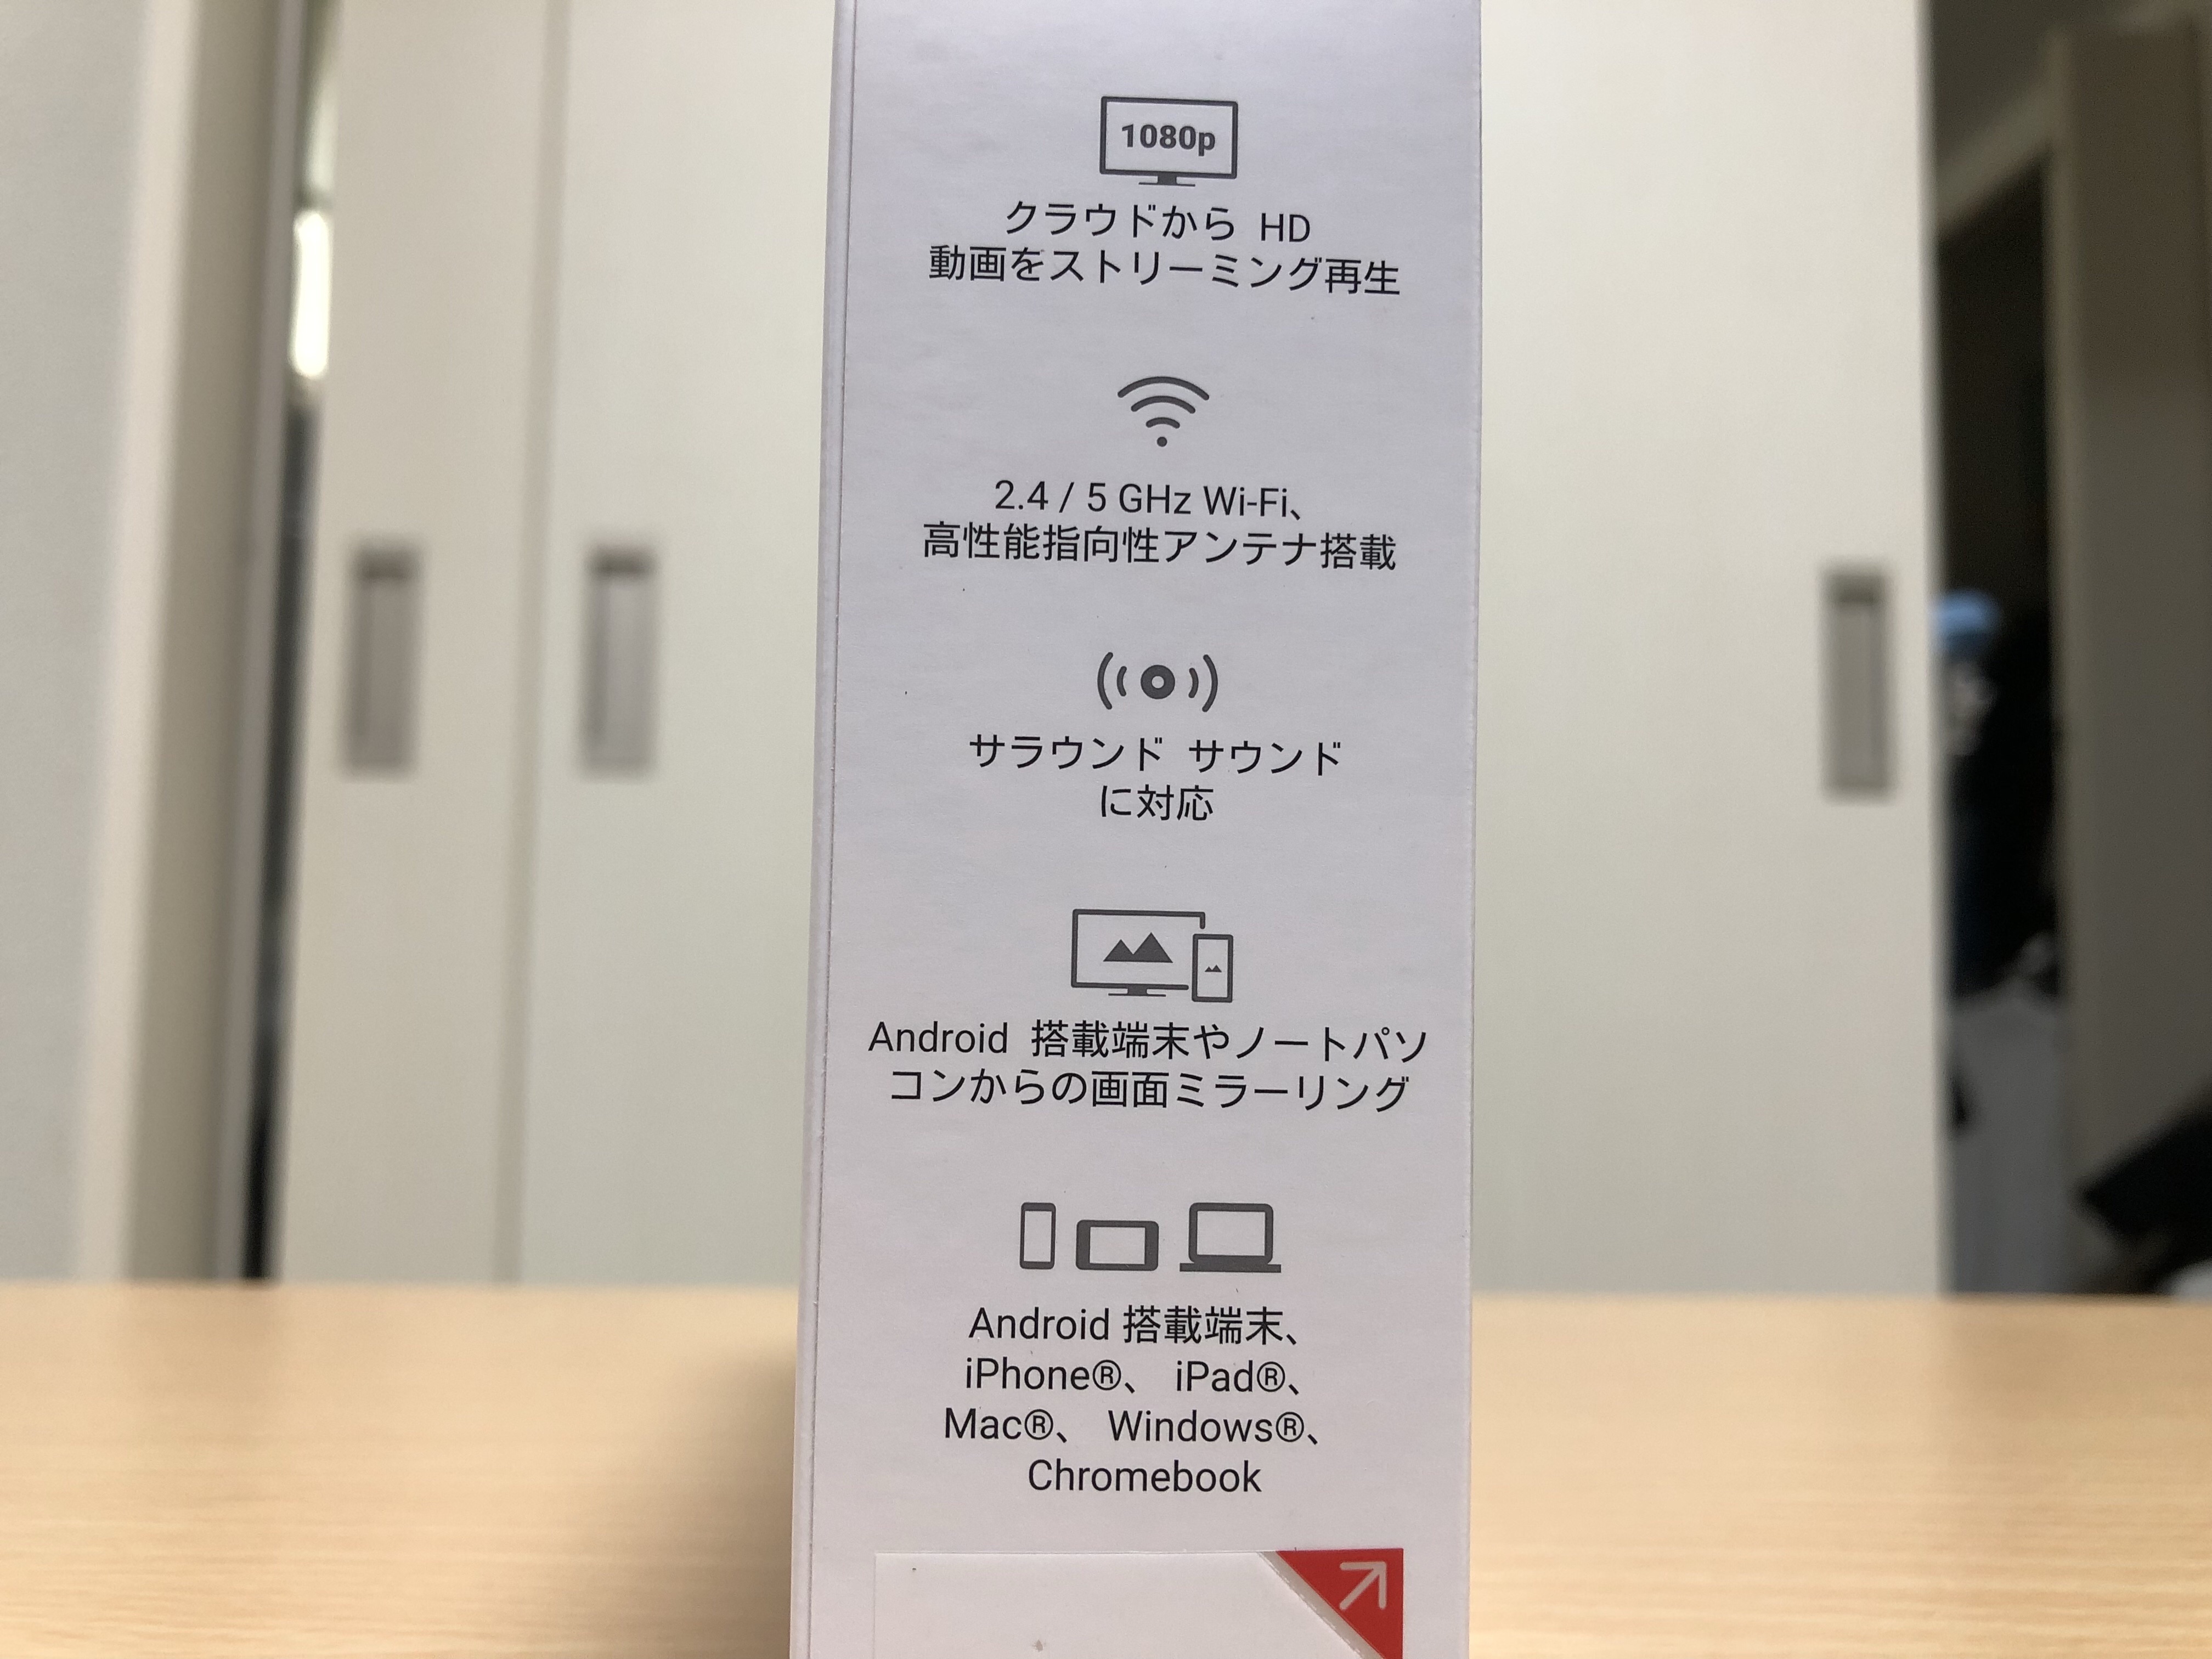 1080p
クラウドから HD
動画をストリーミング再生
2.4 / 5 GHz Wi-Fi、
高性能指向性アンテナ搭載
サラウンド サウンド
に対応
Android 搭載端末やノートパソ
コンからの画面ミラーリング
Android 搭載端末、
iPhone®、 iPad®、
Mac®、 Windows®、
Chromebook